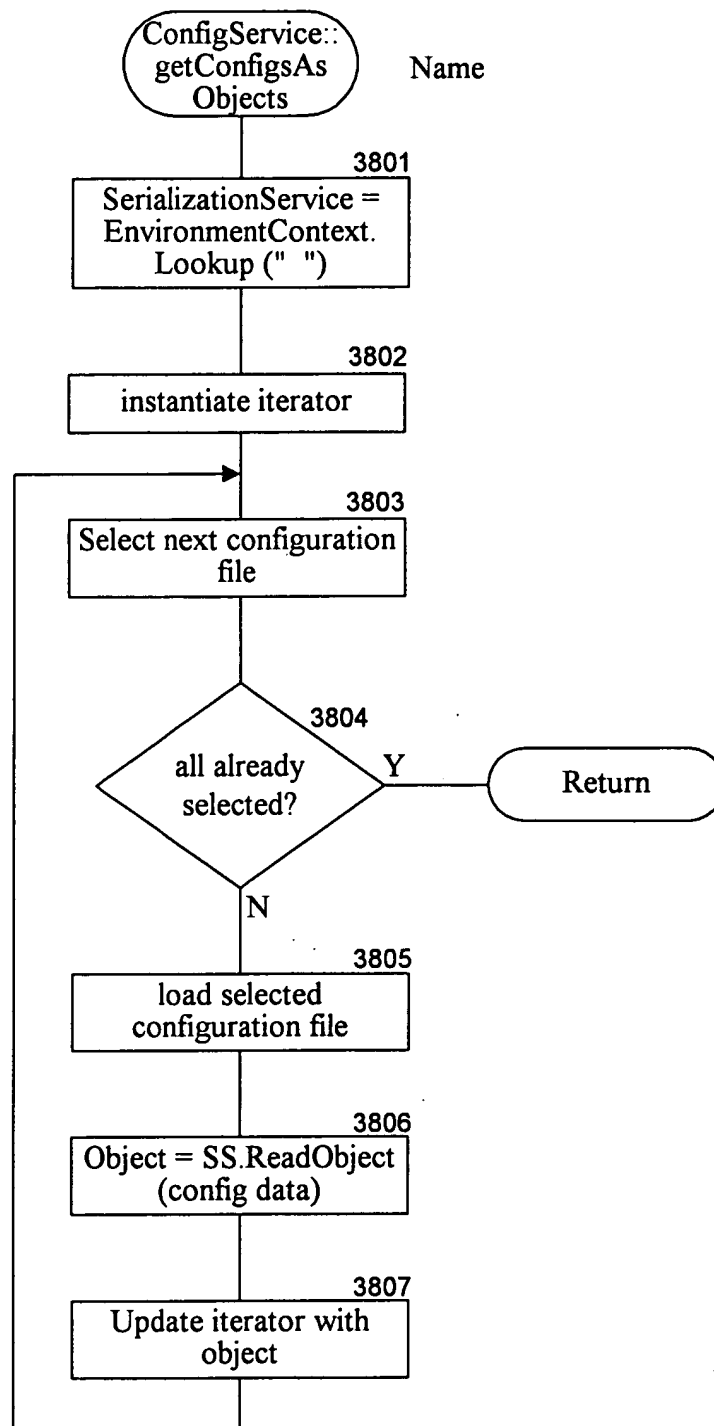 ConfigService::
getConfigsAs
Objects
Name
3801
SerializationService =
EnvironmentContext.
Lookup ("  ")
3802
instantiate iterator
3803
Select next configuration
file
3804
all already
selected?
Y
Return
N
3805
load selected
configuration file
3806
Object = SS.ReadObject
(config data)
3807
Update iterator with
object